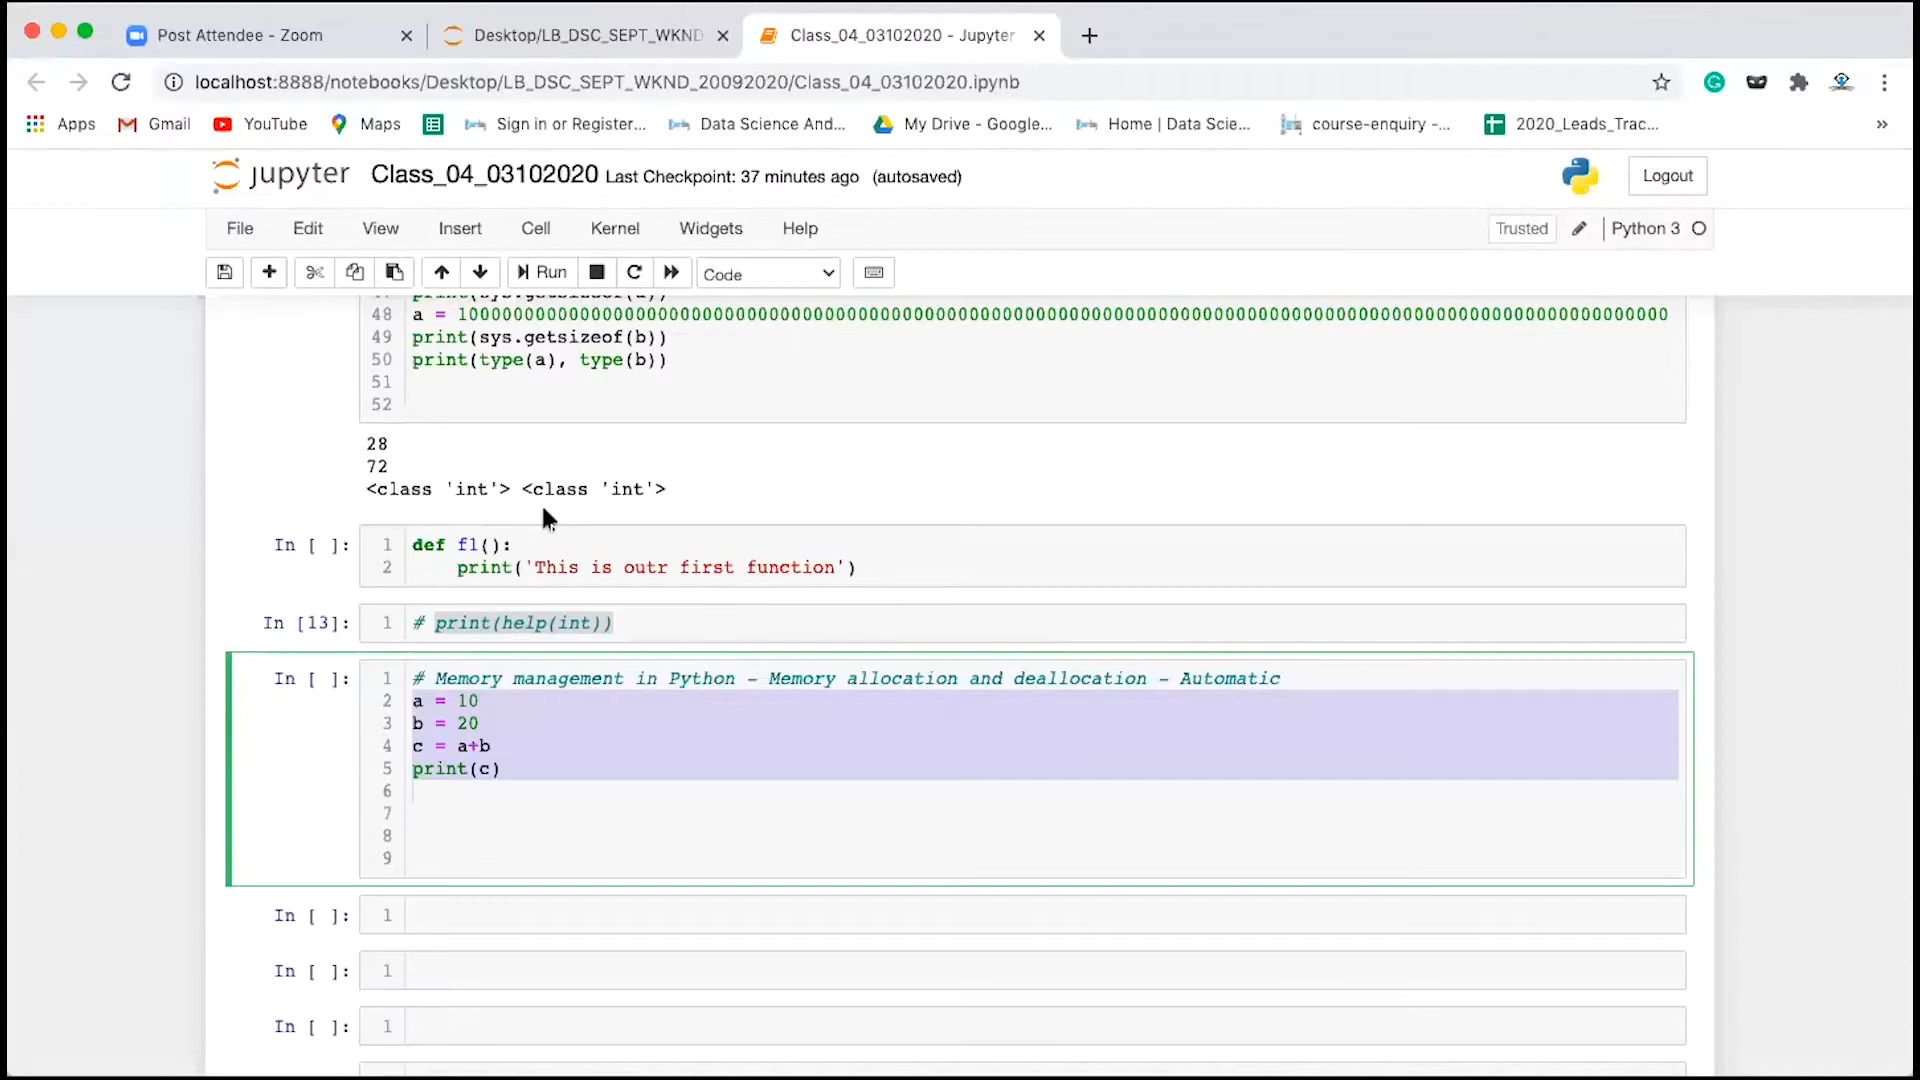 Post Attendee - Zoom
Desktop/LB_DSC_SEPT_WKND
Class_04_03102020 - Jupyter
localhost:8888/notebooks/Desktop/LB_DSC_SEPT_WKND_20092020/Class_04_03102020.ipynb
Apps Gmail YouTube Maps Sign in or Register... Data Science And... My Drive - Google... Home | Data Scie... course-enquiry -... 2020_Leads_Trac... »
jupyter Class_04_03102020 Last Checkpoint: 37 minutes ago (autosaved) Logout
File Edit View Insert Cell Kernel Widgets Help Trusted Python 3
Run Code
48 a =
49 print(sys.getsizeof(b))
50 print(type(a), type(b))
51
52
28
72
<class 'int'> <class 'int'>
In [ ]: 1 def f1():
2 print('This is outr first function')
In [13]: 1 # print(help(int))
In [ ]: 1 # Memory management in Python - Memory allocation and deallocation - Automatic
2 a = 10
3 b = 20
4 c = a+b
5 print(c)
6
7
8
9
In [ ]: 1
In [ ]: 1
In [ ]: 1